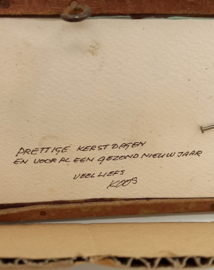 PRETTIGE KERSTDAGEN
EN VOORAL EEN GEZOND NIEUWJAAR
VEEL LIEFS
KOOS